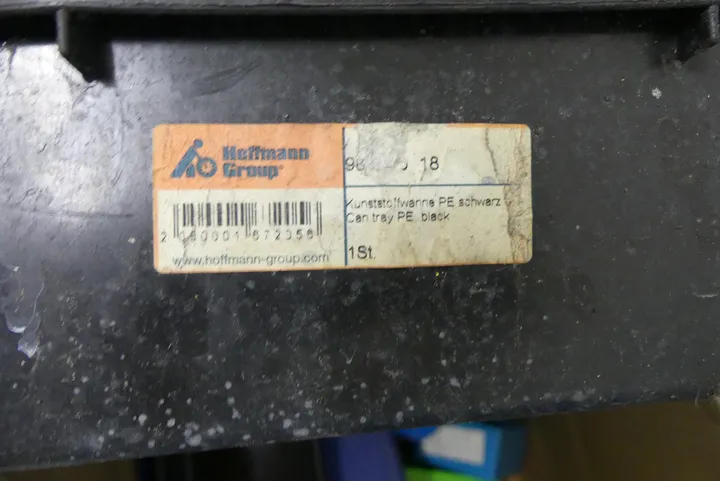 Hoffmann
Group®
18
Kunststoffwanne PE schwarz
Can tray PE, black
1St.
www.hoffmann-group.com